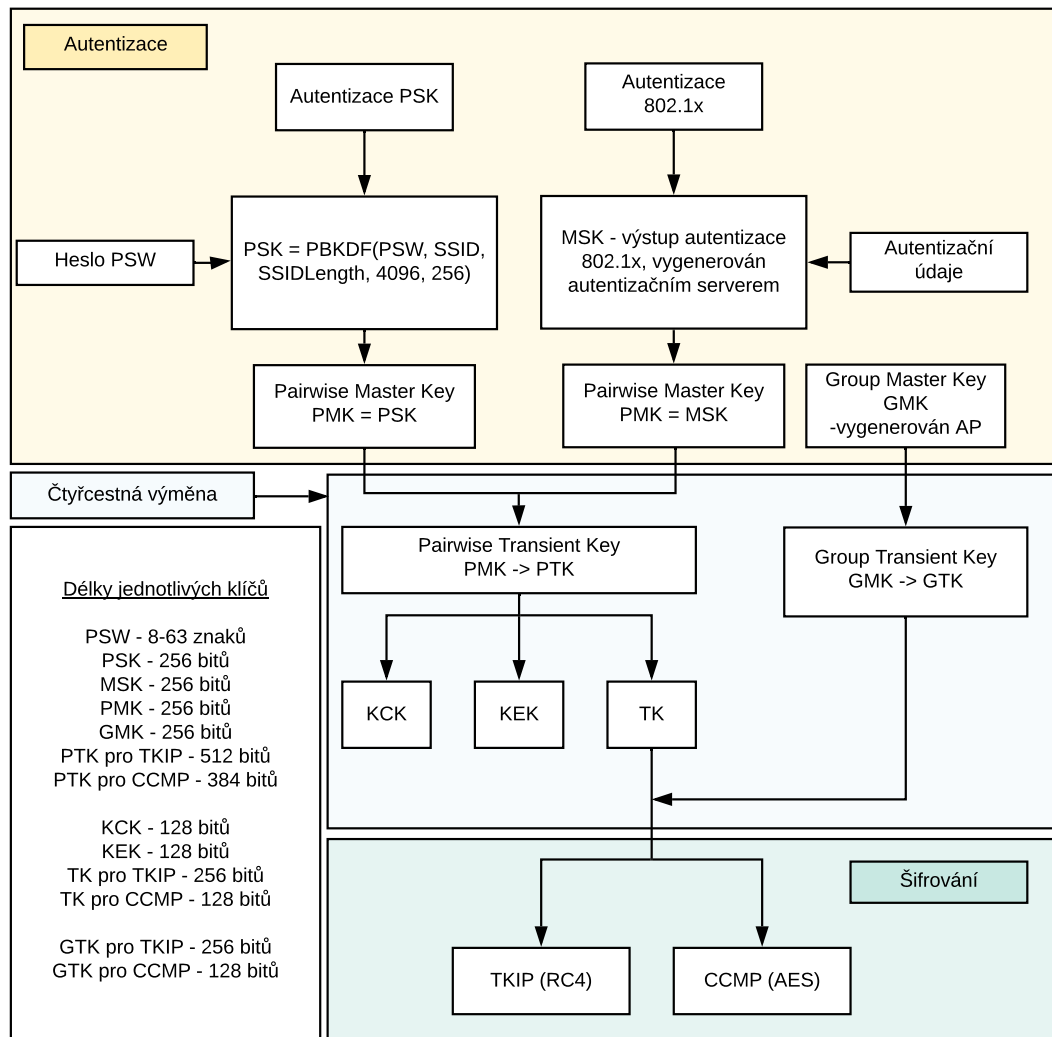 Autentizace
Autentizace PSK
Autentizace
802.1x
Heslo PSW
PSK = PBKDF(PSW, SSID,
SSIDLength, 4096, 256)
MSK - výstup autentizace
802.1x, vygenerován
autentizačním serverem
Autentizační
údaje
Pairwise Master Key
PMK = PSK
Pairwise Master Key
PMK = MSK
Group Master Key
GMK
-vygenerován AP
Čtyřcestná výměna
Pairwise Transient Key
PMK -> PTK
Group Transient Key
GMK -> GTK
KCK
KEK
TK
Délky jednotlivých klíčů
PSW - 8-63 znaků
PSK - 256 bitů
MSK - 256 bitů
PMK - 256 bitů
GMK - 256 bitů
PTK pro TKIP - 512 bitů
PTK pro CCMP - 384 bitů
KCK - 128 bitů
KEK - 128 bitů
TK pro TKIP - 256 bitů
TK pro CCMP - 128 bitů
GTK pro TKIP - 256 bitů
GTK pro CCMP - 128 bitů
Šifrování
TKIP (RC4)
CCMP (AES)